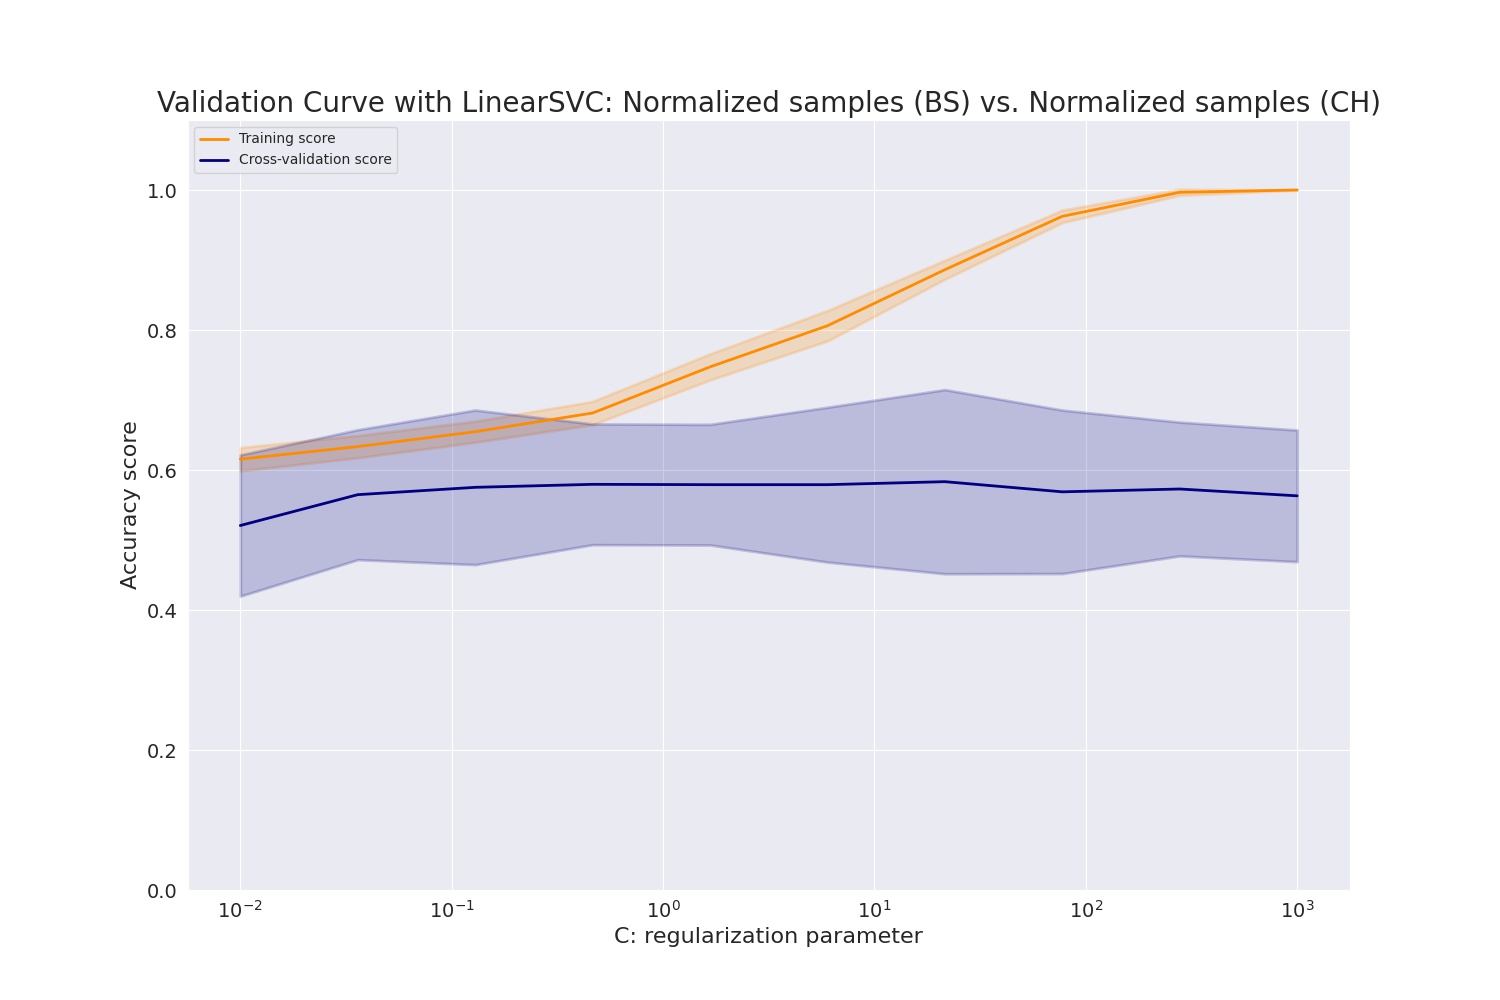 Validation Curve with LinearSVC: Normalized samples (BS) vs. Normalized samples (CH)
Training score
Cross-validation score
1.0
0.8
0.6
0.4
0.2
0.0
Accuracy score
10⁻² 10⁻¹ 10⁰ 10¹ 10² 10³
C: regularization parameter